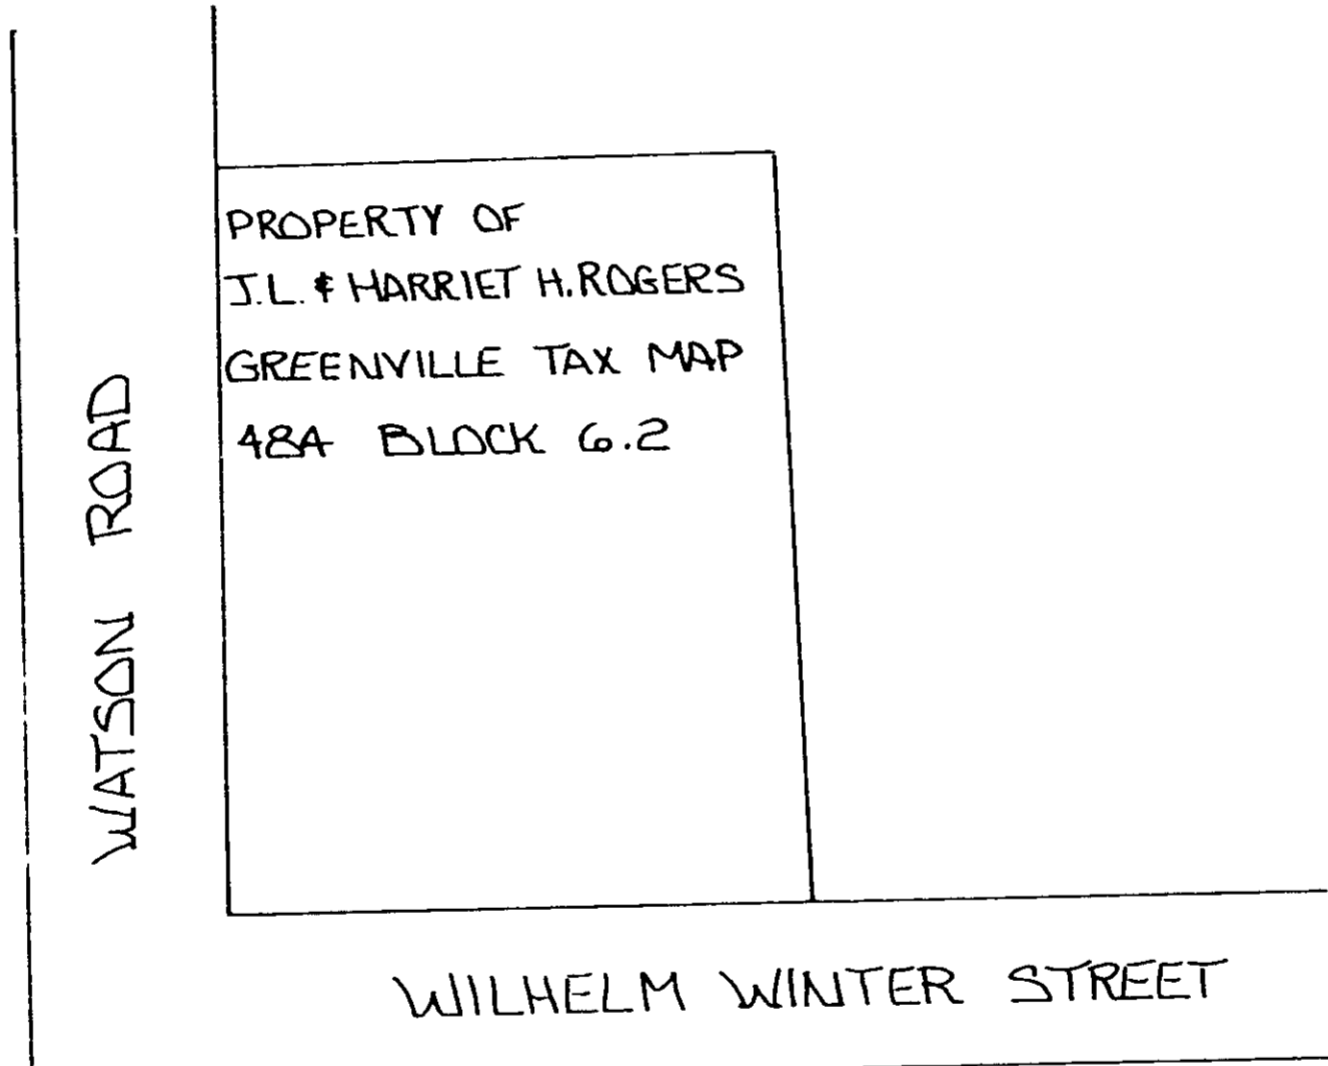 PROPERTY OF
J.L. & HARRIET H. ROGERS
GREENVILLE TAX MAP
48A BLOCK 6.2
WATSON ROAD
WILHELM WINTER STREET